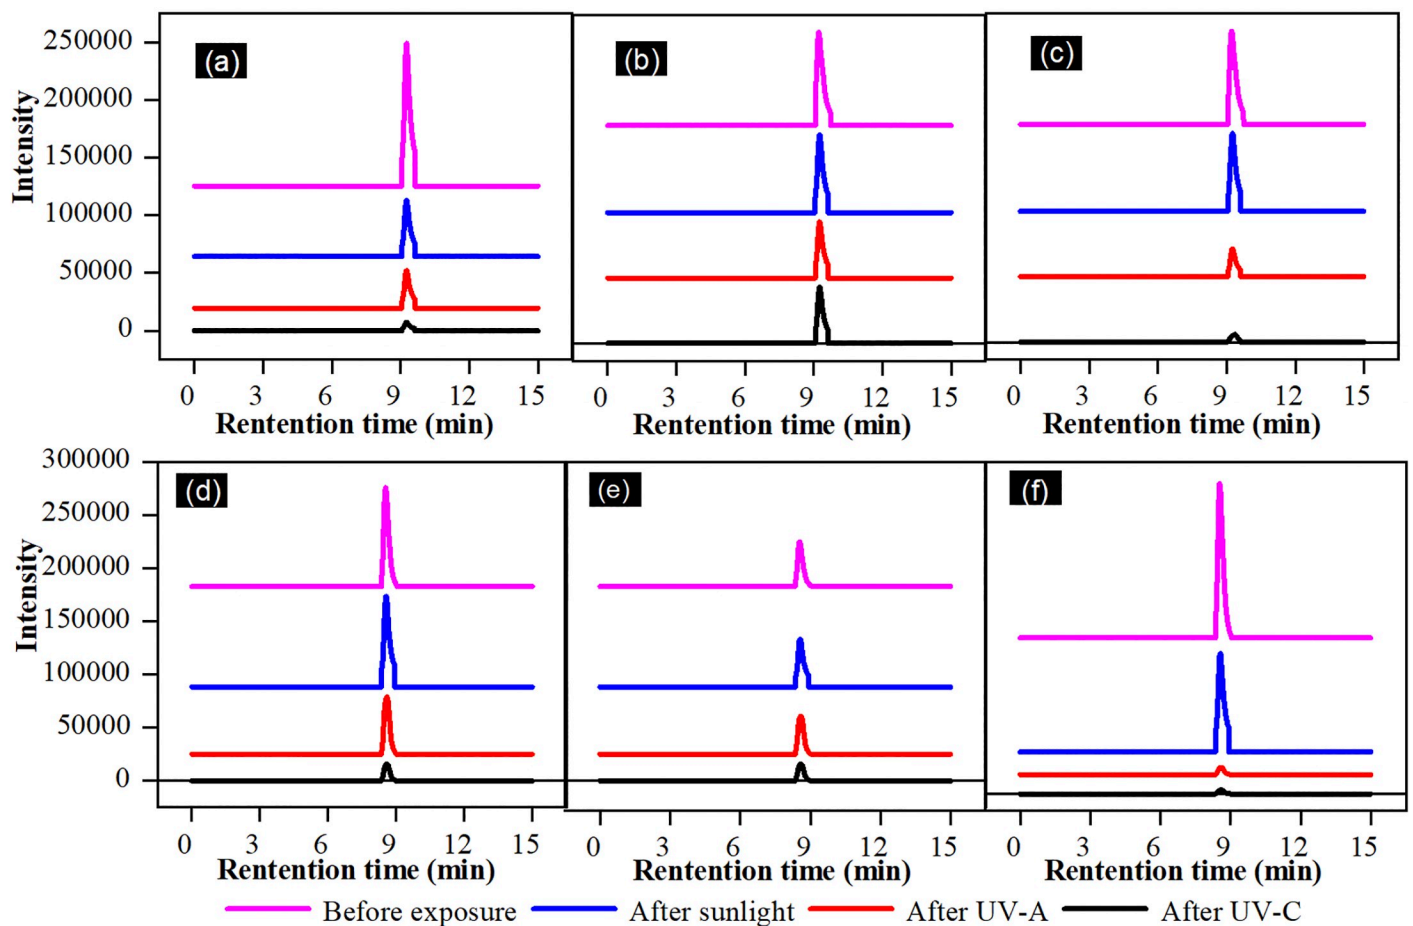 (a)
(b)
(c)
250000
200000
150000
100000
50000
0
Intensity
0 3 6 9 12 15
0 3 6 9 12 15
0 3 6 9 12 15
Rentention time (min)
Rentention time (min)
Rentention time (min)
(d)
(e)
(f)
300000
250000
200000
150000
100000
50000
0
Intensity
0 3 6 9 12 15
0 3 6 9 12 15
0 3 6 9 12 15
Rentention time (min)
Rentention time (min)
Rentention time (min)
Before exposure After sunlight After UV-A After UV-C